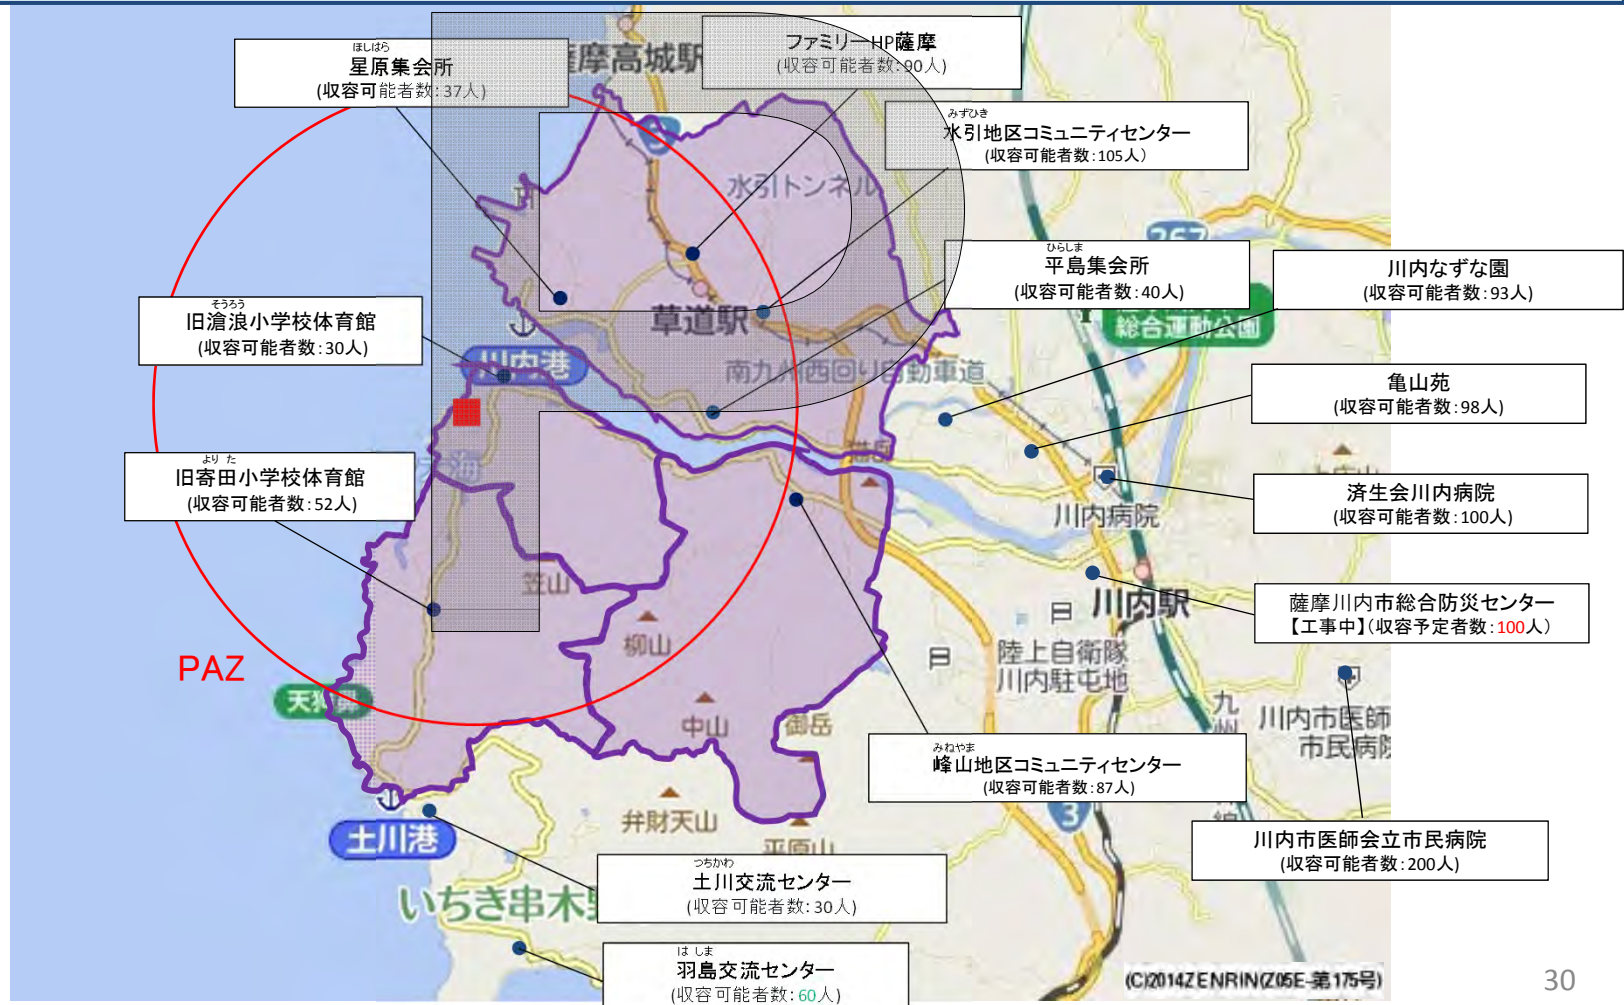 ほしはら
星原集会所
(収容可能者数:37人)
薩摩高城駅
ファミリーHP薩摩
(収容可能者数:90人)
みずひき
水引地区コミュニティセンター
(収容可能者数:105人)
水引トンネル
267
ひらしま
平島集会所
(収容可能者数:40人)
川内なずな園
(収容可能者数:93人)
総合運動公園
そうろう
旧滄浪小学校体育館
(収容可能者数:30人)
草道駅
川内港
南九州西回り自動車道
亀山苑
(収容可能者数:98人)
より た
旧寄田小学校体育館
(収容可能者数:52人)
猫岳
川内病院
済生会川内病院
(収容可能者数:100人)
笠山
柳山
川内駅
薩摩川内市総合防災センター
【工事中】(収容予定者数:100人)
陸上自衛隊
川内駐屯地
PAZ
天狗鼻
中山
御岳
九州
川内市医師
市民病院
みねやま
峰山地区コミュニティセンター
(収容可能者数:87人)
3
弁財天山
平原山
土川港
川内市医師会立市民病院
(収容可能者数:200人)
つちかわ
土川交流センター
(収容可能者数:30人)
いちき串木野
は しま
羽島交流センター
(収容可能者数:60人)
(C)2014ZENRIN(Z05E-第175号)
30